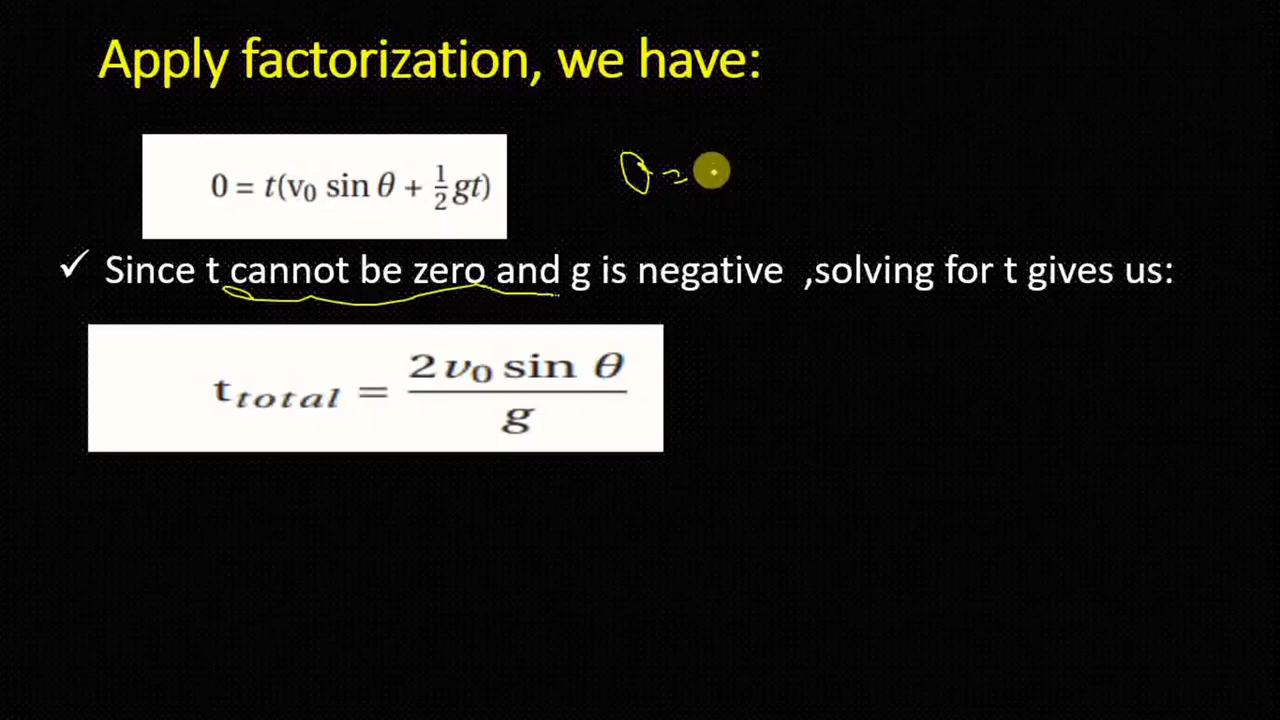 Apply factorization, we have:
0 = t(v₀ sin θ + ½gt)
0 =
✓ Since t cannot be zero and g is negative ,solving for t gives us:
t_total = 2 v₀ sin θ / g